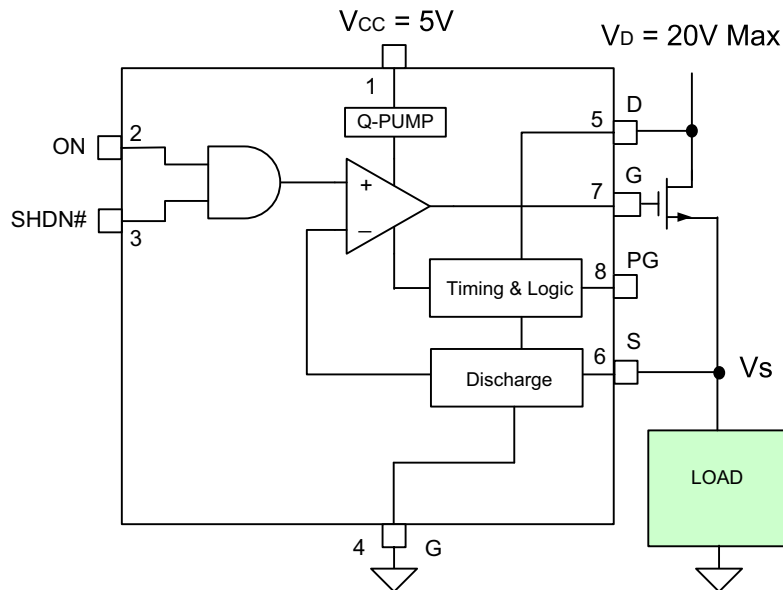 VCC = 5V
VD = 20V Max
1
Q-PUMP
D
5
ON
2
+
G
7
SHDN#
3
–
PG
8
Timing & Logic
S
6
Vs
Discharge
LOAD
4
G